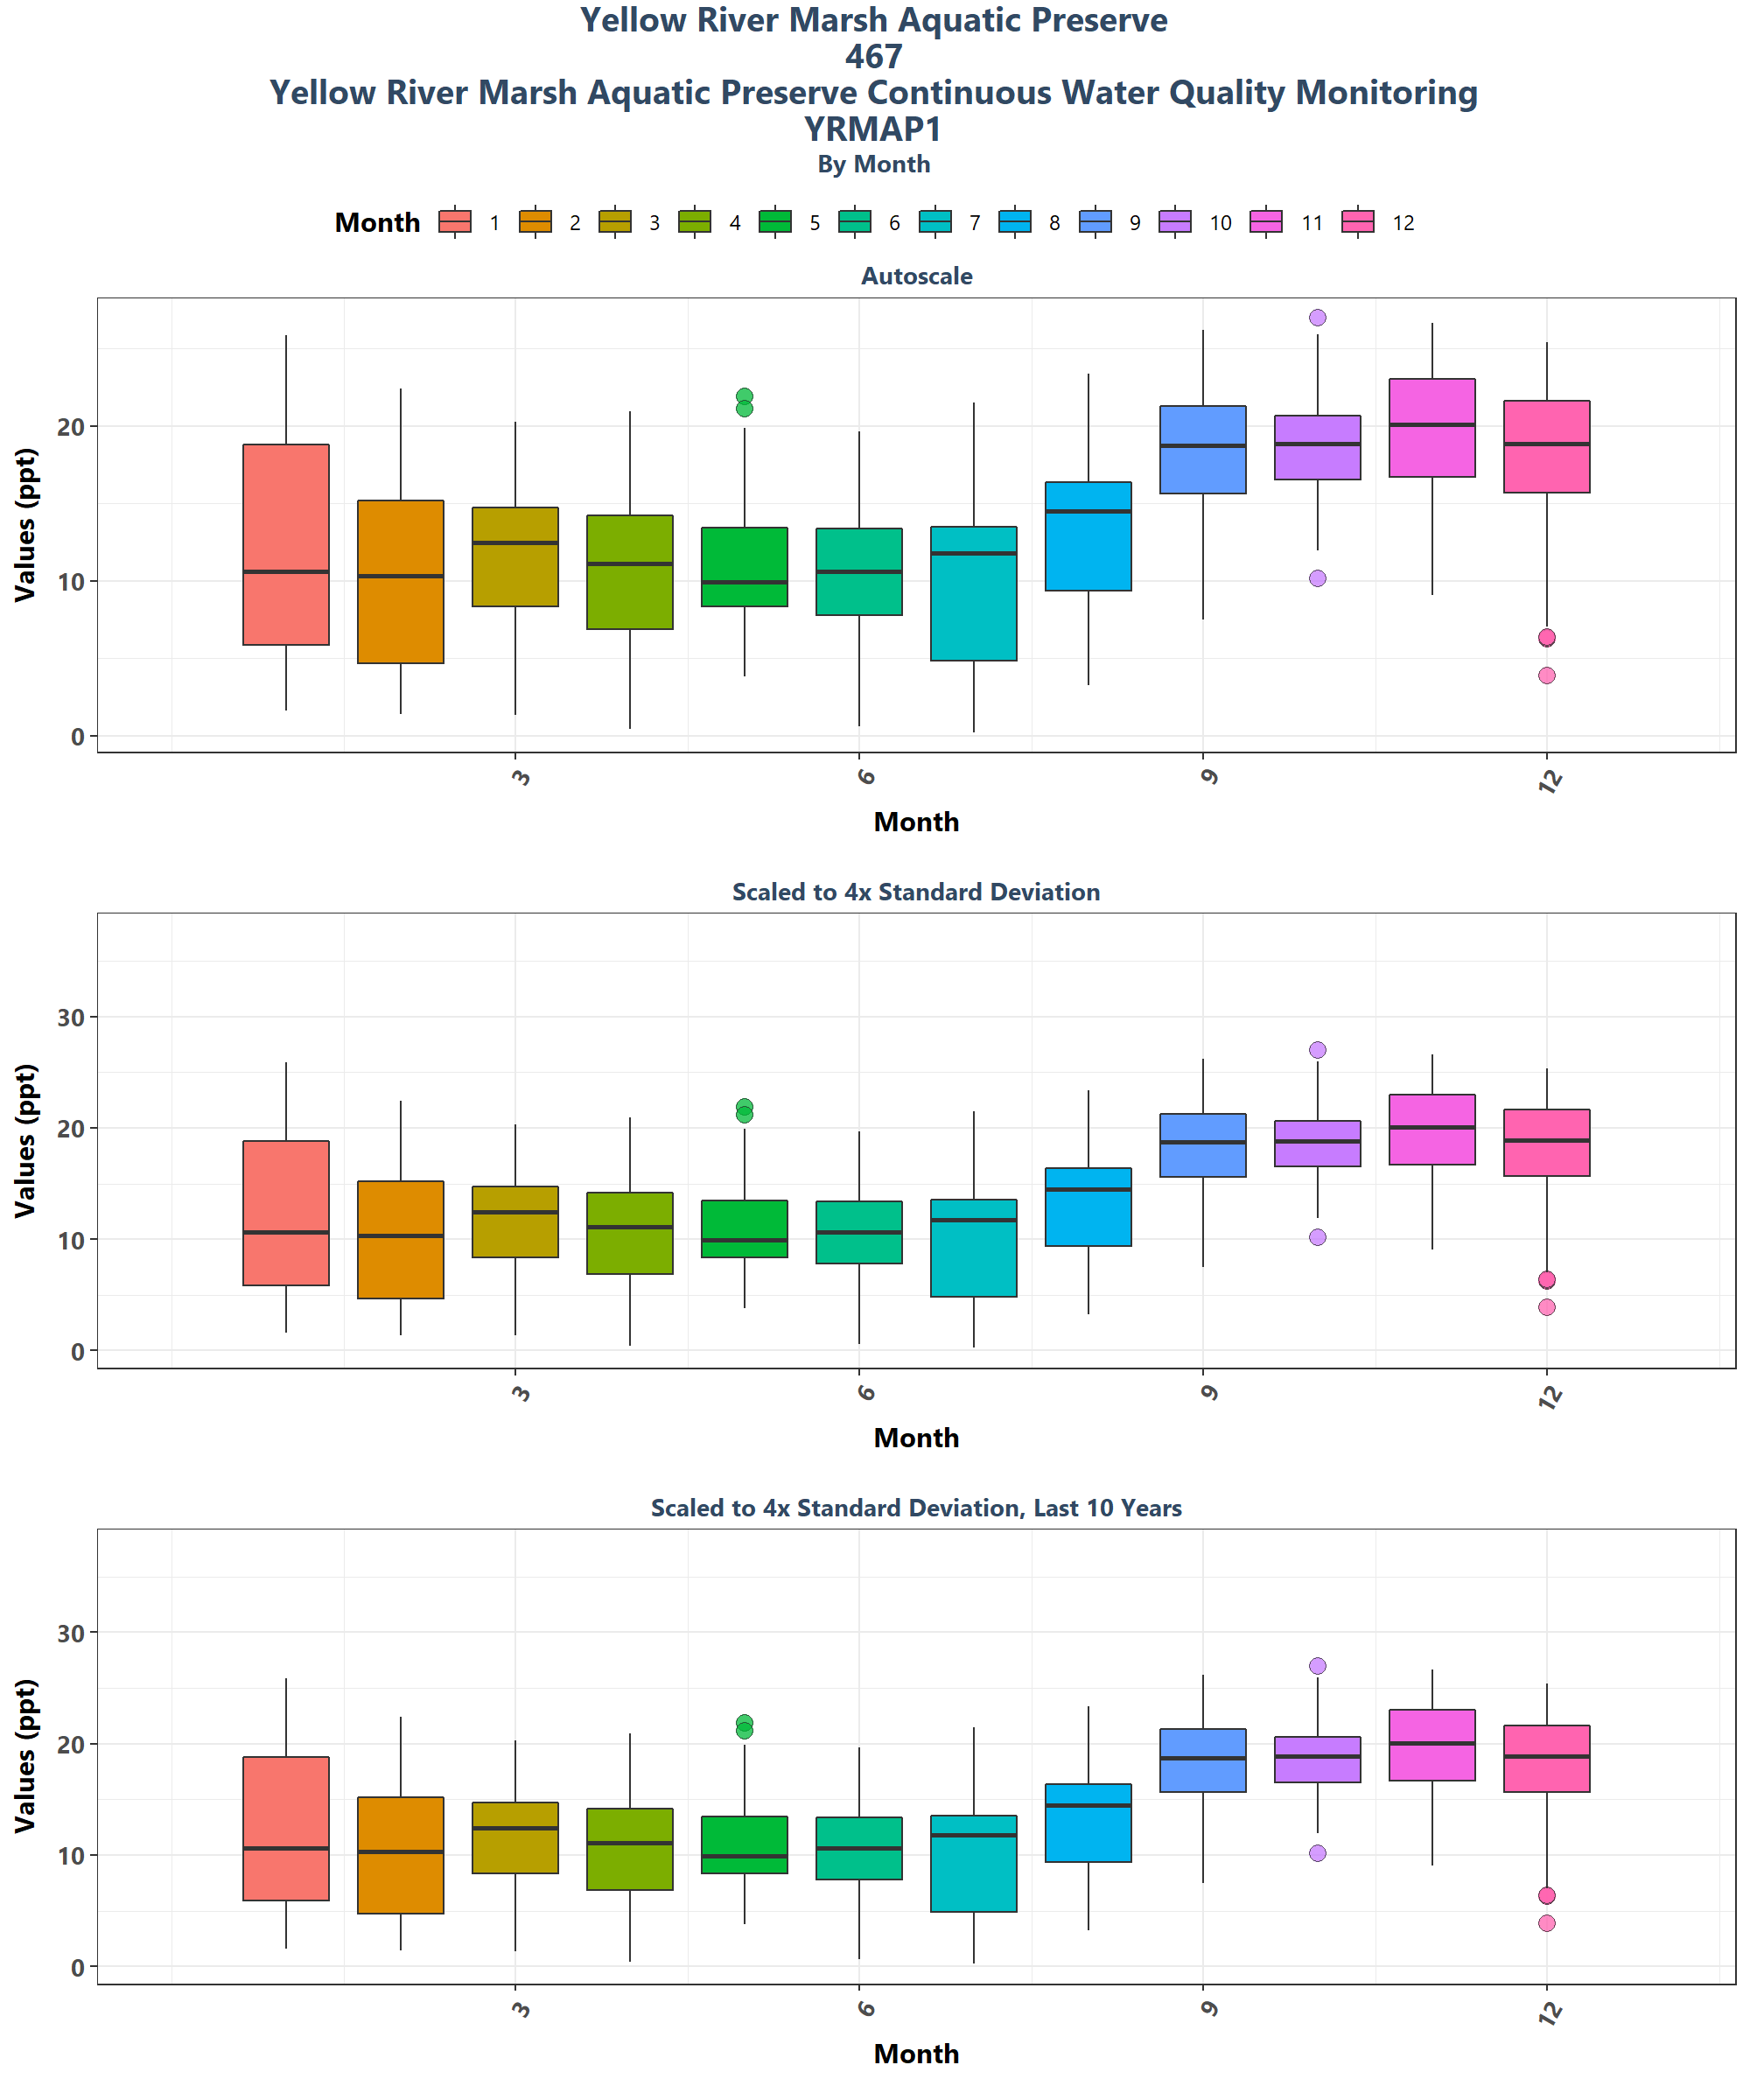 Yellow River Marsh Aquatic Preserve
467
Yellow River Marsh Aquatic Preserve Continuous Water Quality Monitoring
YRMAP1
By Month
Month 1 2 3 4 5 6 7 8 9 10 11 12
Autoscale
Values (ppt)
20
10
0
3 6 9 12
Month
Scaled to 4x Standard Deviation
Values (ppt)
30
20
10
0
3 6 9 12
Month
Scaled to 4x Standard Deviation, Last 10 Years
Values (ppt)
30
20
10
0
3 6 9 12
Month